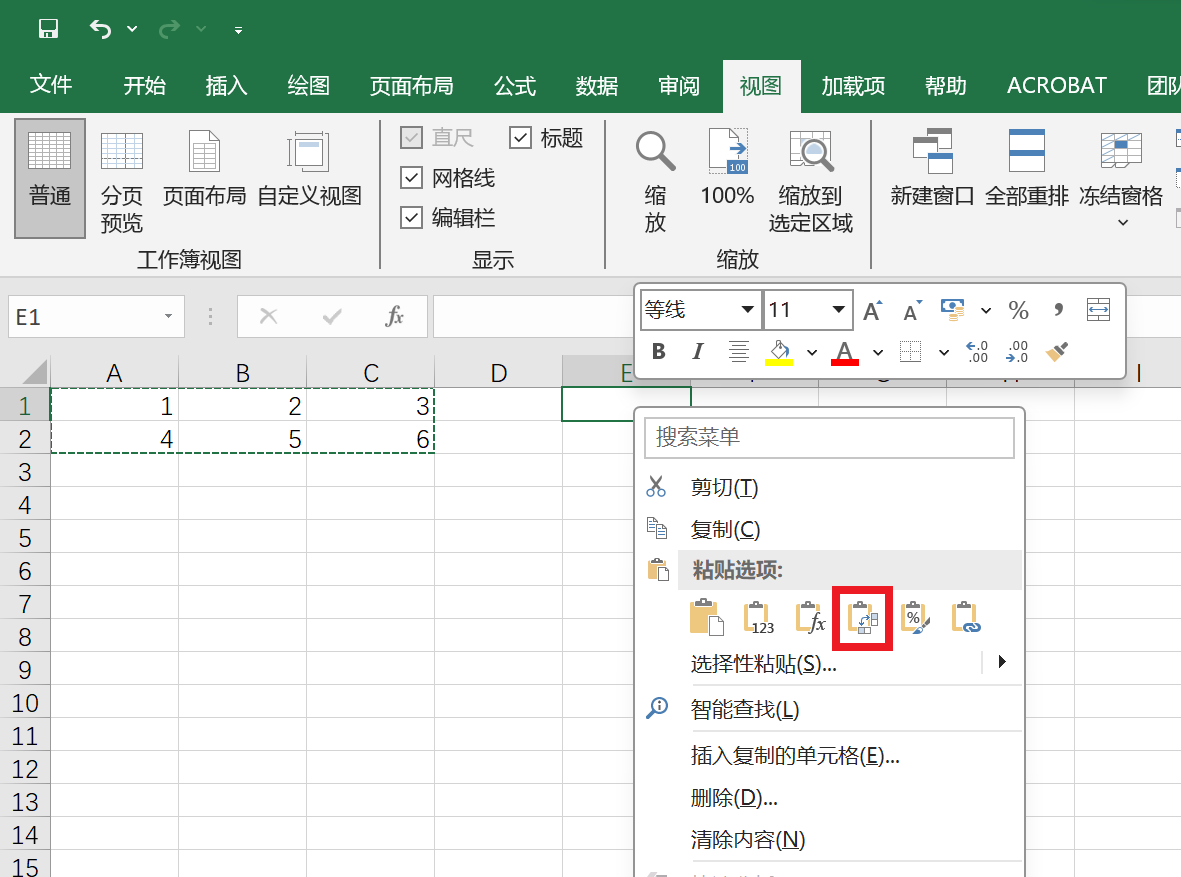 文件 开始 插入 绘图 页面布局 公式 数据 审阅 视图 加载项 帮助 ACROBAT
普通
分页
预览
页面布局
自定义视图
工作簿视图
直尺
标题
网格线
编辑栏
显示
缩
放
100
100%
缩放到
选定区域
缩放
新建窗口
全部重排
冻结窗格
E1
fx
等线
11
A
A
%
B
I
A
←.0
.00
.00
→.0
A B C D E I
1 1 2 3
2 4 5 6
3
4
5
6
7
8
9
10
11
12
13
14
15
搜索菜单
剪切(T)
复制(C)
粘贴选项:
123
fx
%
选择性粘贴(S)...
智能查找(L)
插入复制的单元格(E)...
删除(D)...
清除内容(N)